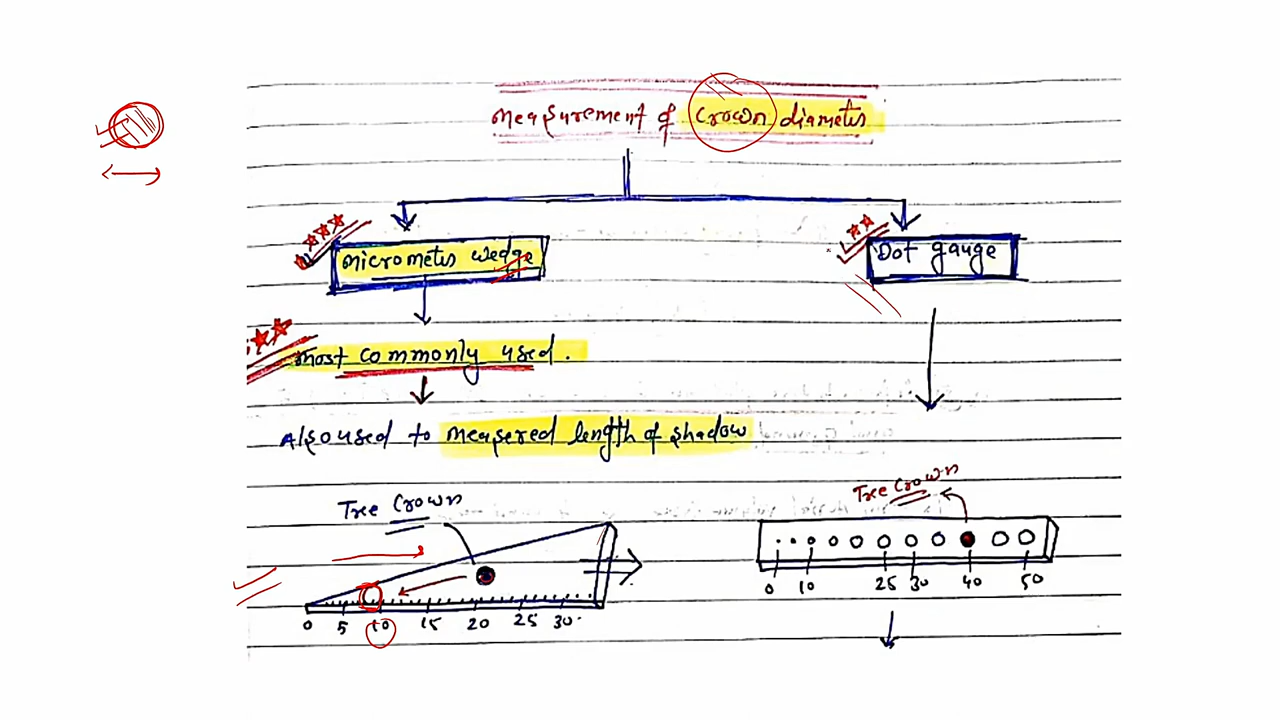 Measurement of Crown diameter
Micrometer wedge
Dot gauge
most commonly used.
Also used to measered length of shadow
Tree Crown
Tree Crown
0 5 10 15 20 25 30
0 10 25 30 40 50